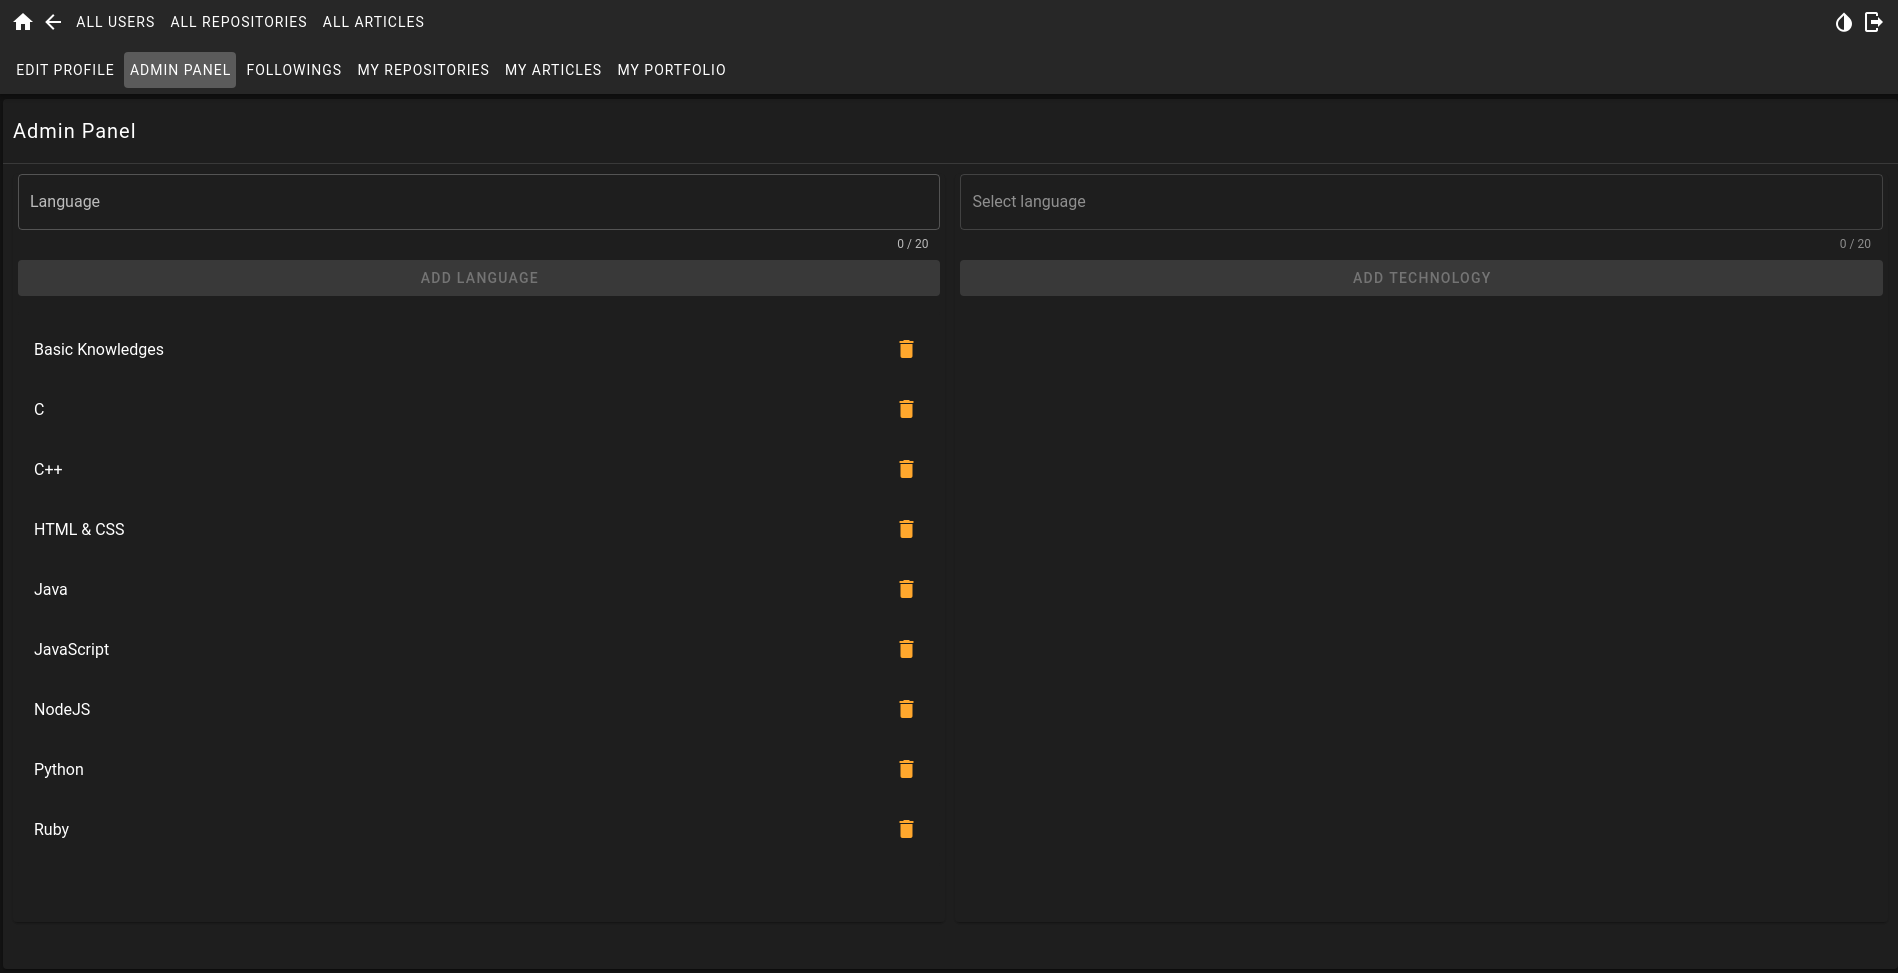 ALL USERS ALL REPOSITORIES ALL ARTICLES
EDIT PROFILE ADMIN PANEL FOLLOWINGS MY REPOSITORIES MY ARTICLES MY PORTFOLIO
Admin Panel
Language
0 / 20
ADD LANGUAGE
Basic Knowledges
C
C++
HTML & CSS
Java
JavaScript
NodeJS
Python
Ruby
Select language
0 / 20
ADD TECHNOLOGY